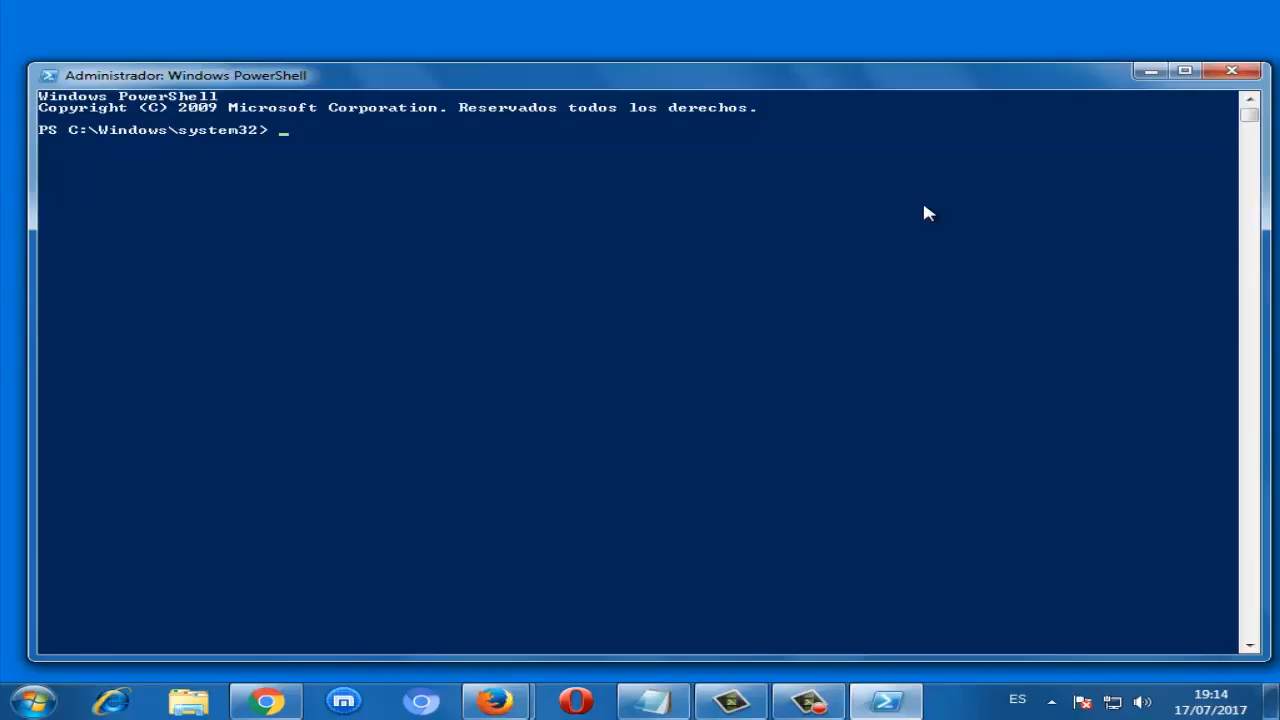 Administrador: Windows PowerShell
Windows PowerShell
Copyright (C) 2009 Microsoft Corporation. Reservados todos los derechos.
PS C:\Windows\system32> _
ES
19:14
17/07/2017